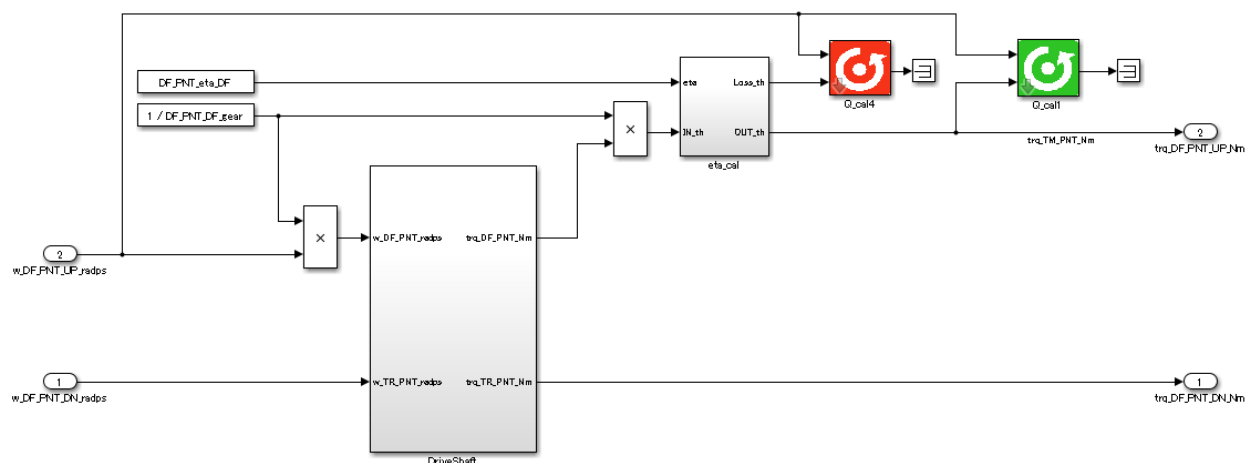 DF_PNT_eta_DF
1 / DF_PNT_DF_gear
eta
Loss_th
IN_th
OUT_th
eta_cal
Q_cal4
Q_cal1
×
trq_TM_PNT_Nm
2
trq_DF_PNT_UP_Nm
×
2
w_DF_PNT_UP_radps
w_DF_PNT_radps
trq_DF_PNT_Nm
1
w_DF_PNT_DN_radps
w_TR_PNT_radps
trq_TR_PNT_Nm
1
trq_DF_PNT_DN_Nm
DriveShaft